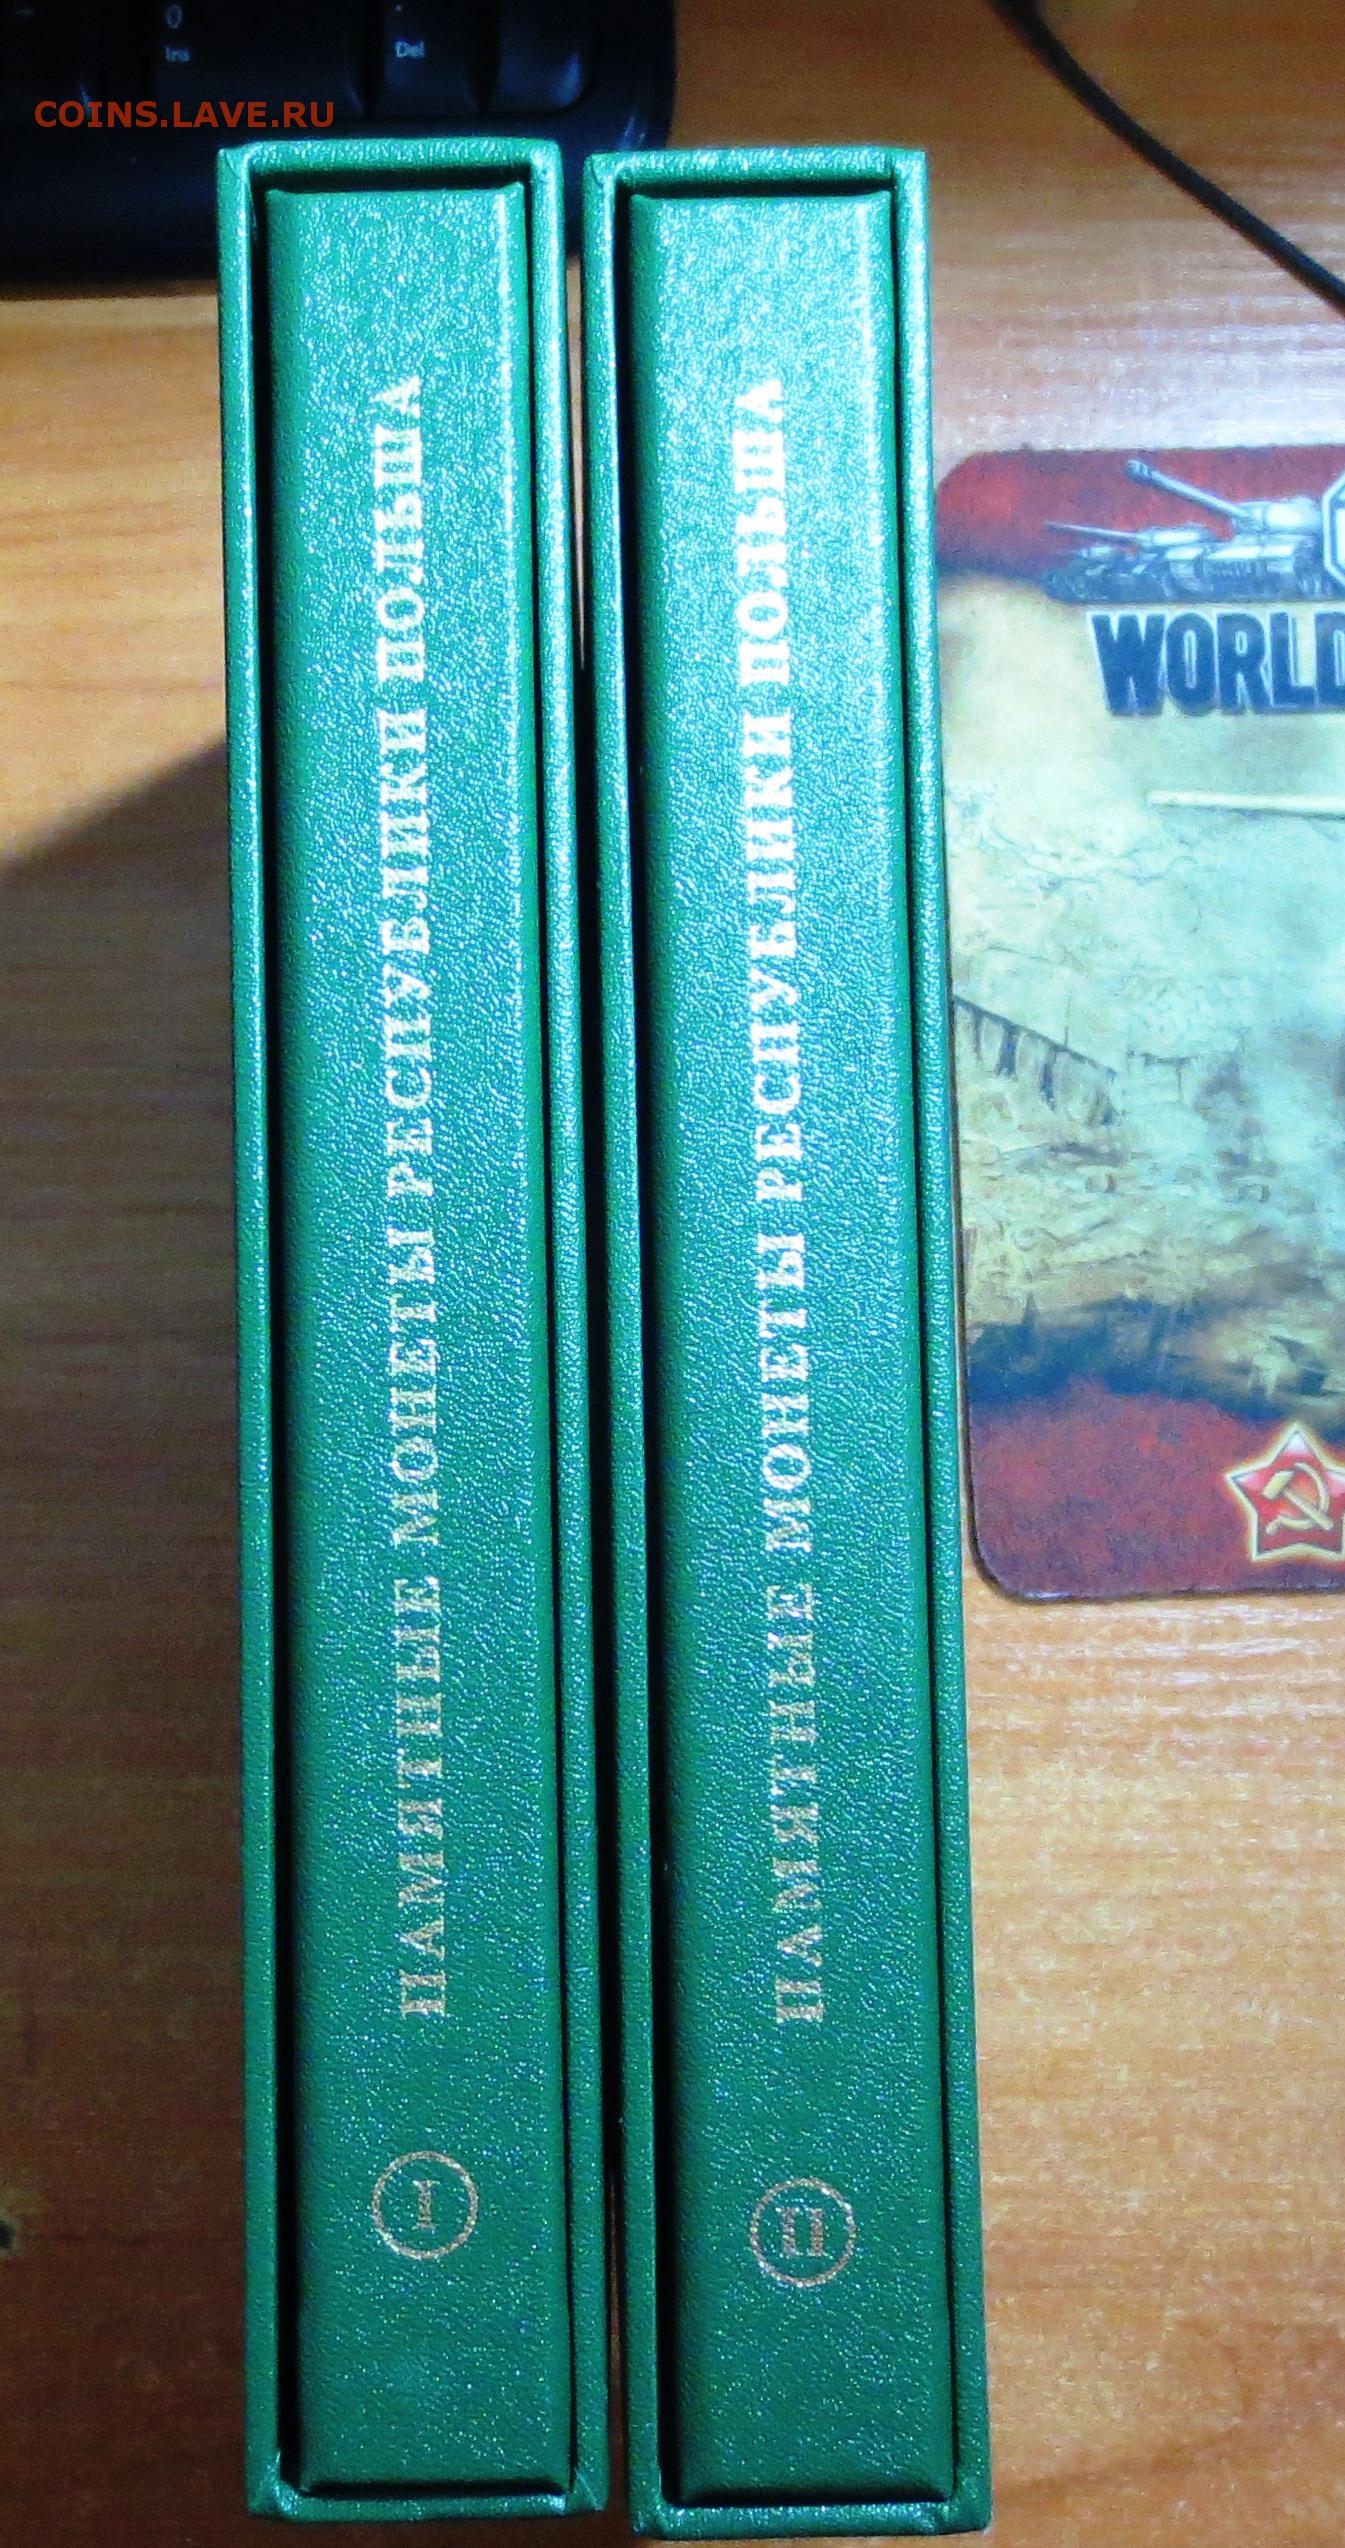 Ins
Del
COINS.LAVE.RU
ПАМЯТНЫЕ МОНЕТЫ РЕСПУБЛИКИ ПОЛЬША
I
ПАМЯТНЫЕ МОНЕТЫ РЕСПУБЛИКИ ПОЛЬША
II
WORLD